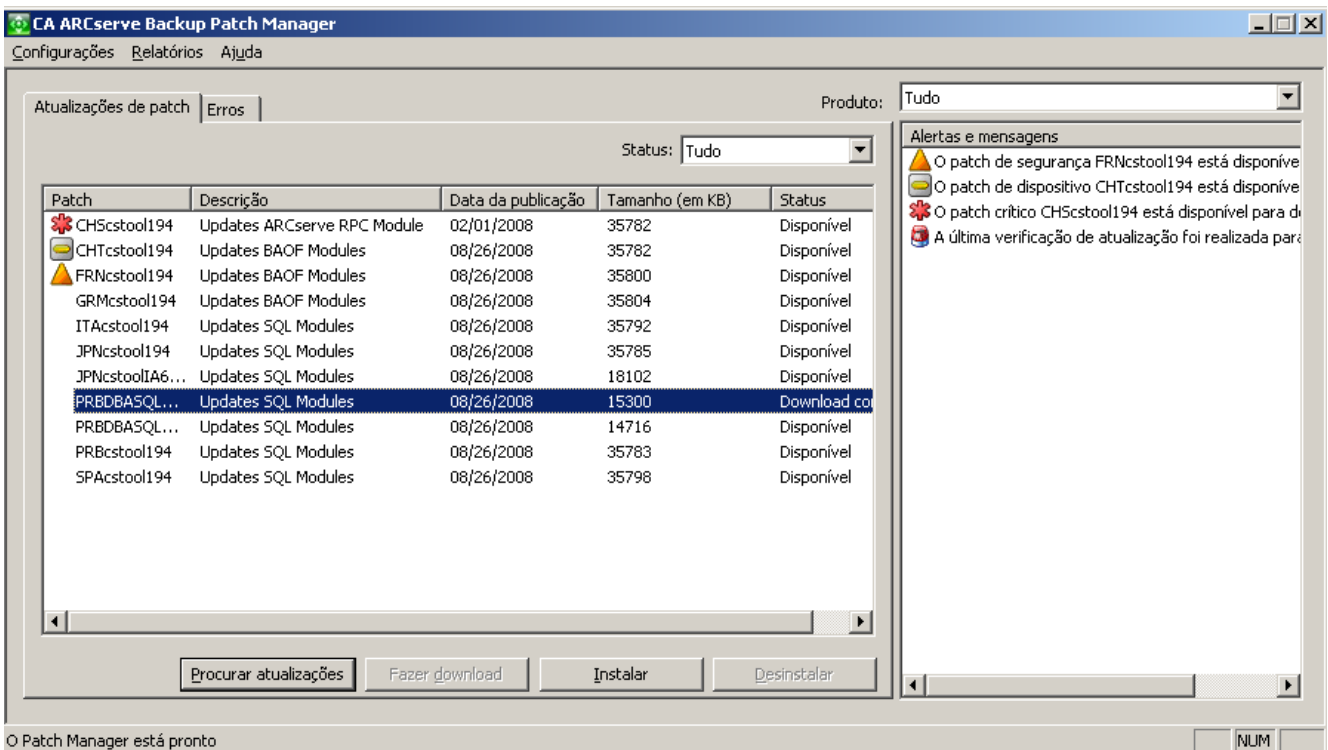 CA ARCserve Backup Patch Manager
Configurações Relatórios Ajuda
Atualizações de patch Erros
Produto: Tudo
Status: Tudo
Patch Descrição Data da publicação Tamanho (em KB) Status
CHScstool194 Updates ARCserve RPC Module 02/01/2008 35782 Disponível
CHTcstool194 Updates BAOF Modules 08/26/2008 35782 Disponível
FRNcstool194 Updates BAOF Modules 08/26/2008 35800 Disponível
GRMcstool194 Updates BAOF Modules 08/26/2008 35804 Disponível
ITAcstool194 Updates SQL Modules 08/26/2008 35792 Disponível
JPNcstool194 Updates SQL Modules 08/26/2008 35785 Disponível
JPNcstoolIA6... Updates SQL Modules 08/26/2008 18102 Disponível
PRBDBASQL... Updates SQL Modules 08/26/2008 15300 Download co
PRBDBASQL... Updates SQL Modules 08/26/2008 14716 Disponível
PRBcstool194 Updates SQL Modules 08/26/2008 35783 Disponível
SPAcstool194 Updates SQL Modules 08/26/2008 35798 Disponível
Procurar atualizações Fazer download Instalar Desinstalar
Alertas e mensagens
O patch de segurança FRNcstool194 está disponíve
O patch de dispositivo CHTcstool194 está disponíve
O patch crítico CHScstool194 está disponível para d
A última verificação de atualização foi realizada para
O Patch Manager está pronto
NUM